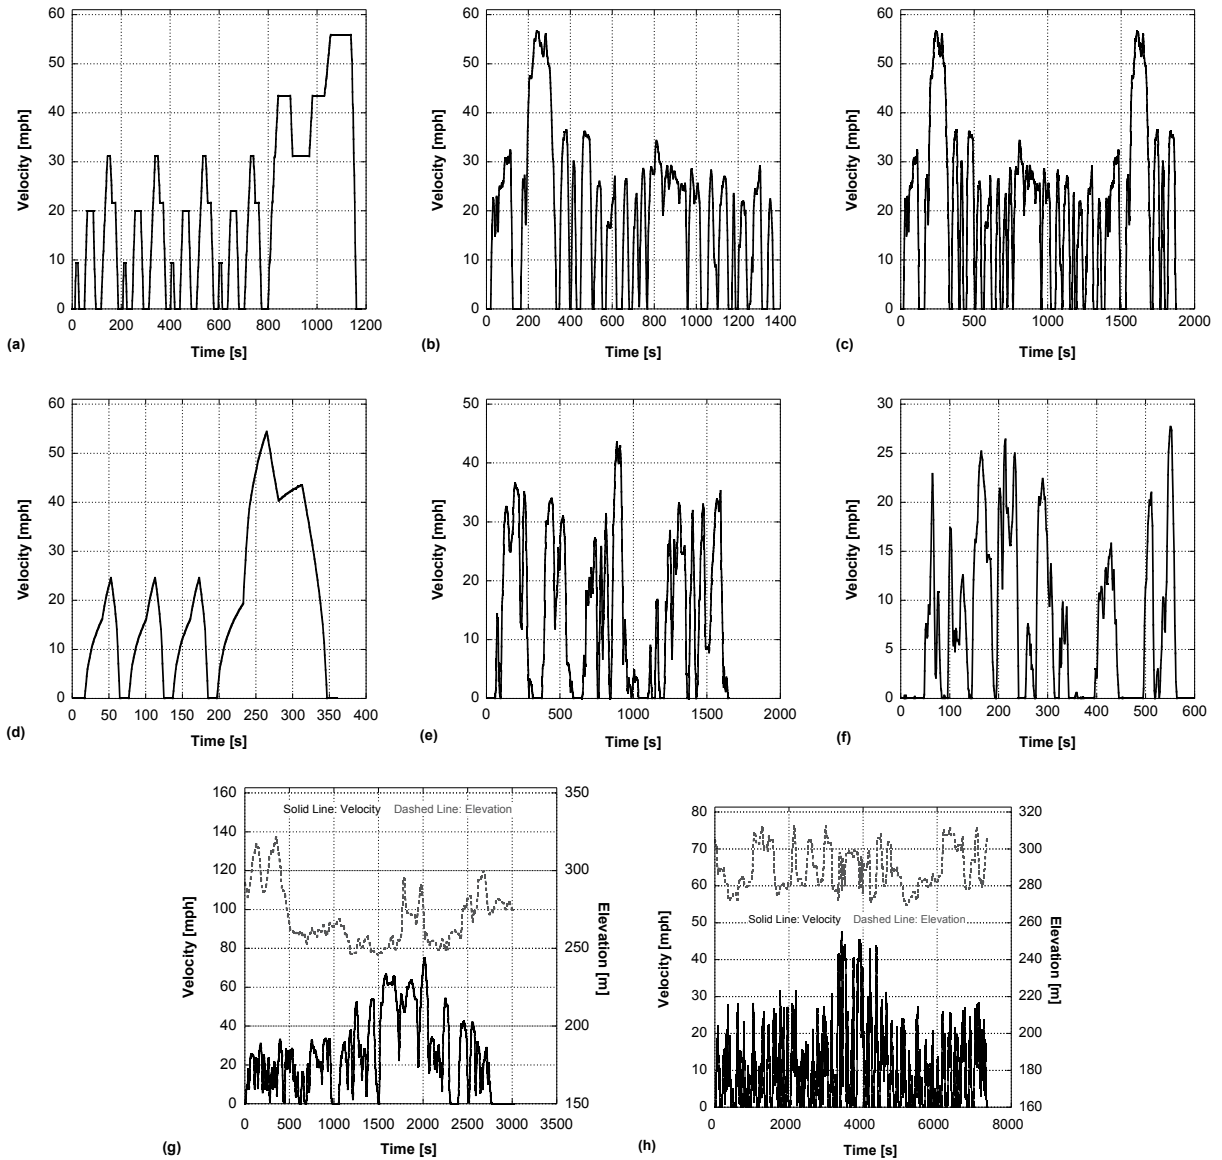 60
50
40
30
20
10
0
Velocity [mph]
0 200 400 600 800 1000 1200
Time [s]
(a)
60
50
40
30
20
10
0
Velocity [mph]
0 200 400 600 800 1000 1200 1400
Time [s]
(b)
60
50
40
30
20
10
0
Velocity [mph]
0 500 1000 1500 2000
Time [s]
(c)
60
50
40
30
20
10
0
Velocity [mph]
0 50 100 150 200 250 300 350 400
Time [s]
(d)
50
40
30
20
10
0
Velocity [mph]
0 500 1000 1500 2000
Time [s]
(e)
30
25
20
15
10
5
0
Velocity [mph]
0 100 200 300 400 500 600
Time [s]
(f)
160
140
120
100
80
60
40
20
0
Velocity [mph]
Solid Line: Velocity Dashed Line: Elevation
350
300
250
200
150
Elevation [m]
0 500 1000 1500 2000 2500 3000 3500
Time [s]
(g)
80
70
60
50
40
30
20
10
0
Velocity [mph]
Solid Line: Velocity Dashed Line: Elevation
320
300
280
260
240
220
200
180
160
Elevation [m]
0 2000 4000 6000 8000
Time [s]
(h)